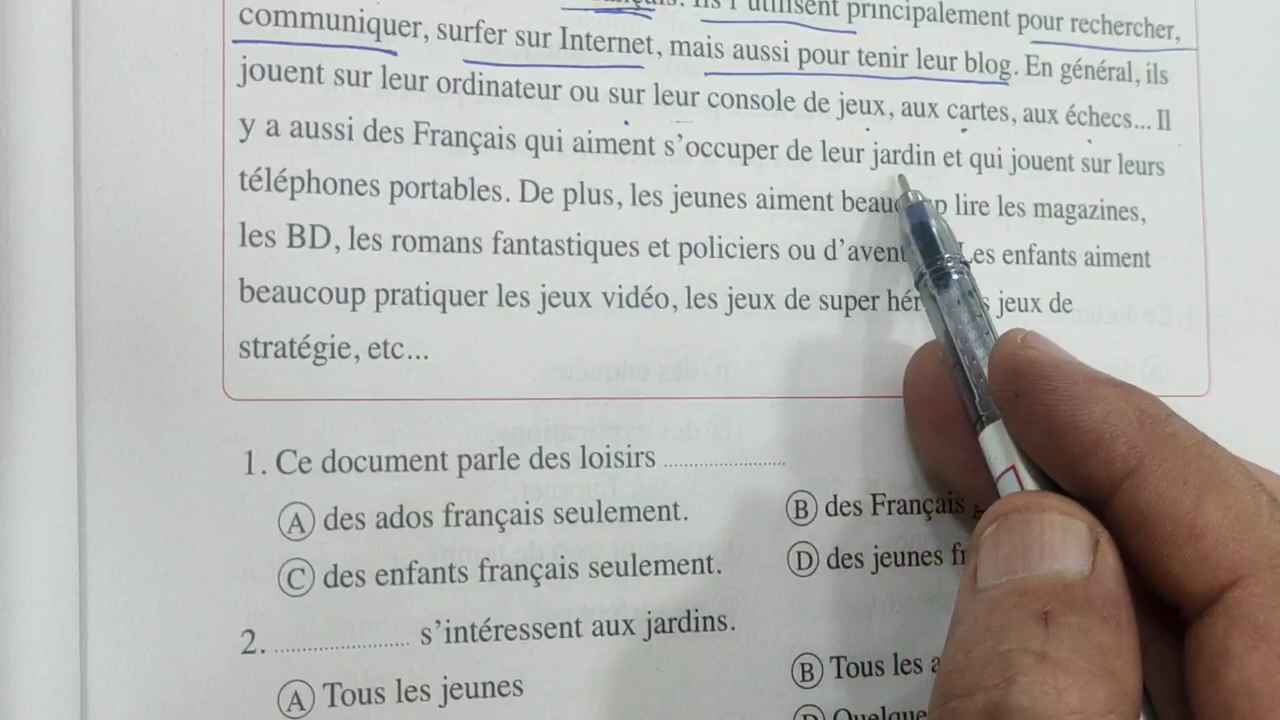 utilisent principalement pour rechercher,
communiquer, surfer sur Internet, mais aussi pour tenir leur blog. En général, ils
jouent sur leur ordinateur ou sur leur console de jeux, aux cartes, aux échecs... Il
y a aussi des Français qui aiment s'occuper de leur jardin et qui jouent sur leurs
téléphones portables. De plus, les jeunes aiment lire les magazines,
les BD, les romans fantastiques et policiers ou Les enfants aiment
beaucoup pratiquer les jeux vidéo, les jeux de super jeux de
stratégie, etc...
1. Ce document parle des loisirs ....................
A des ados français seulement.
B des Français
C des enfants français seulement.
D des jeunes
2. ...................... s'intéressent aux jardins.
A Tous les jeunes
B Tous les